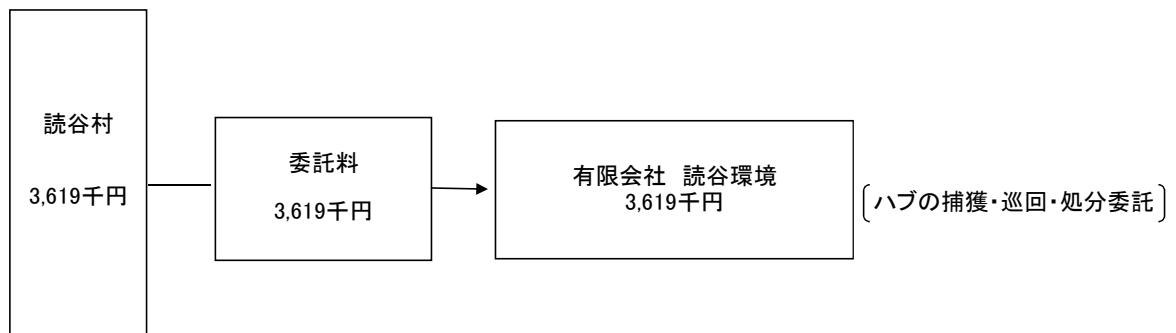 読谷村
3,619千円
委託料
3,619千円
有限会社　読谷環境
3,619千円
ハブの捕獲・巡回・処分委託